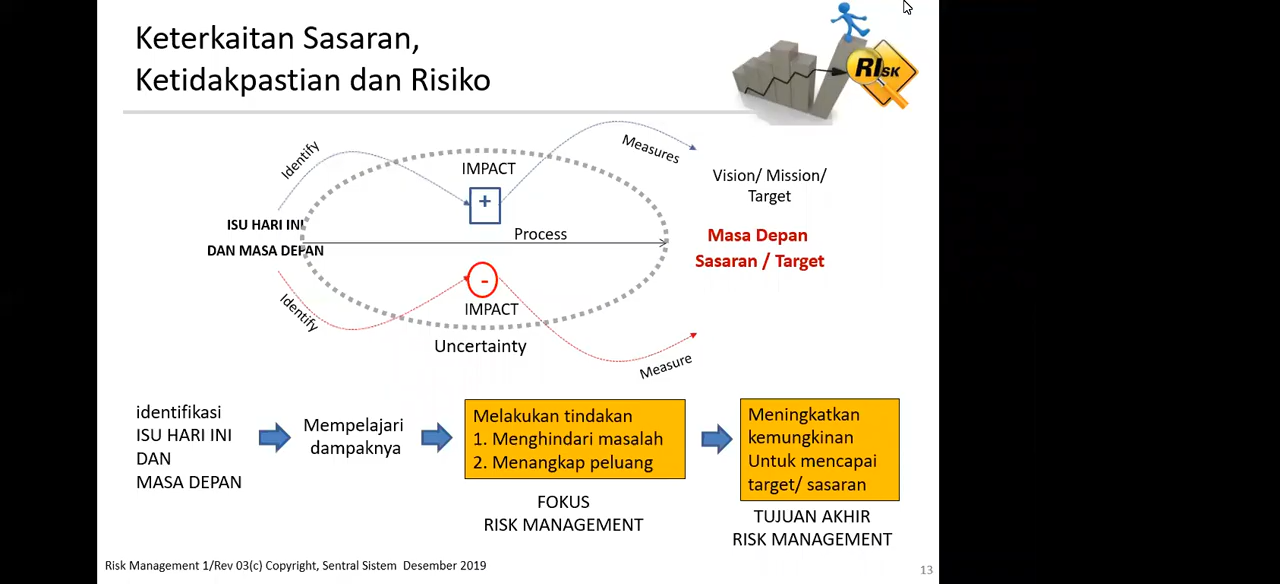 Keterkaitan Sasaran,
Ketidakpastian dan Risiko
RISK
Identify
IMPACT
+
Measures
Vision/ Mission/
Target
ISU HARI INI
DAN MASA DEPAN
Process
Masa Depan
Sasaran / Target
Identify
-
IMPACT
Uncertainty
Measure
identifikasi
ISU HARI INI
DAN
MASA DEPAN
Mempelajari
dampaknya
Melakukan tindakan
1. Menghindari masalah
2. Menangkap peluang
FOKUS
RISK MANAGEMENT
Meningkatkan
kemungkinan
Untuk mencapai
target/ sasaran
TUJUAN AKHIR
RISK MANAGEMENT
Risk Management 1/Rev 03(c) Copyright, Sentral Sistem Desember 2019
13